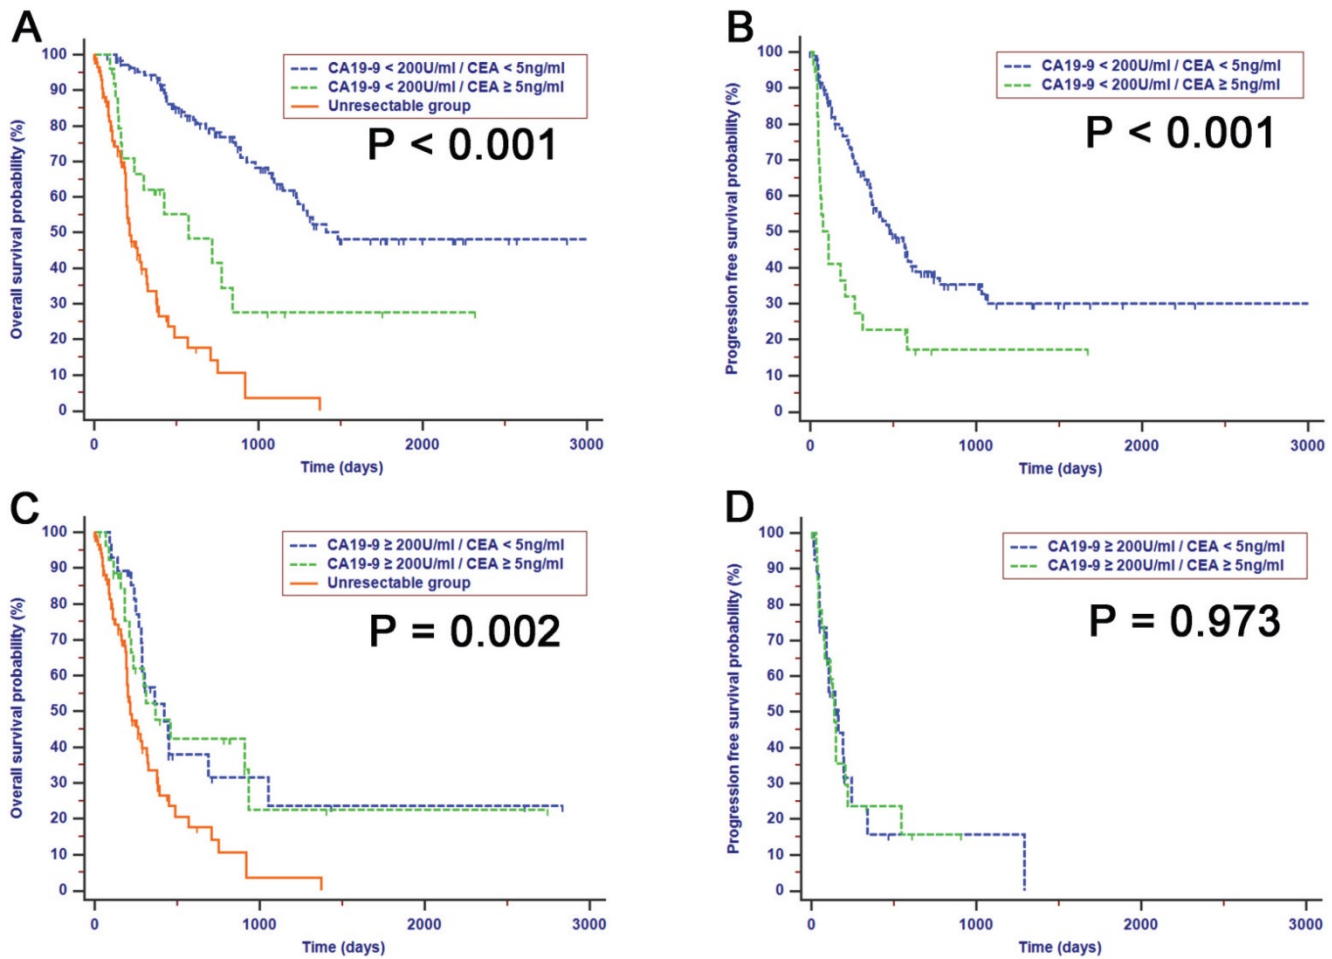 A
Overall survival probability (%)
100
90
80
70
60
50
40
30
20
10
0
CA19-9 < 200U/ml / CEA < 5ng/ml
CA19-9 < 200U/ml / CEA ≥ 5ng/ml
Unresectable group
P < 0.001
0 1000 2000 3000
Time (days)
B
Progression free survival probability (%)
100
90
80
70
60
50
40
30
20
10
0
CA19-9 < 200U/ml / CEA < 5ng/ml
CA19-9 < 200U/ml / CEA ≥ 5ng/ml
P < 0.001
0 1000 2000 3000
Time (days)
C
Overall survival probability (%)
100
90
80
70
60
50
40
30
20
10
0
CA19-9 ≥ 200U/ml / CEA < 5ng/ml
CA19-9 ≥ 200U/ml / CEA ≥ 5ng/ml
Unresectable group
P = 0.002
0 1000 2000 3000
Time (days)
D
Progression free survival probability (%)
100
90
80
70
60
50
40
30
20
10
0
CA19-9 ≥ 200U/ml / CEA < 5ng/ml
CA19-9 ≥ 200U/ml / CEA ≥ 5ng/ml
P = 0.973
0 1000 2000 3000
Time (days)